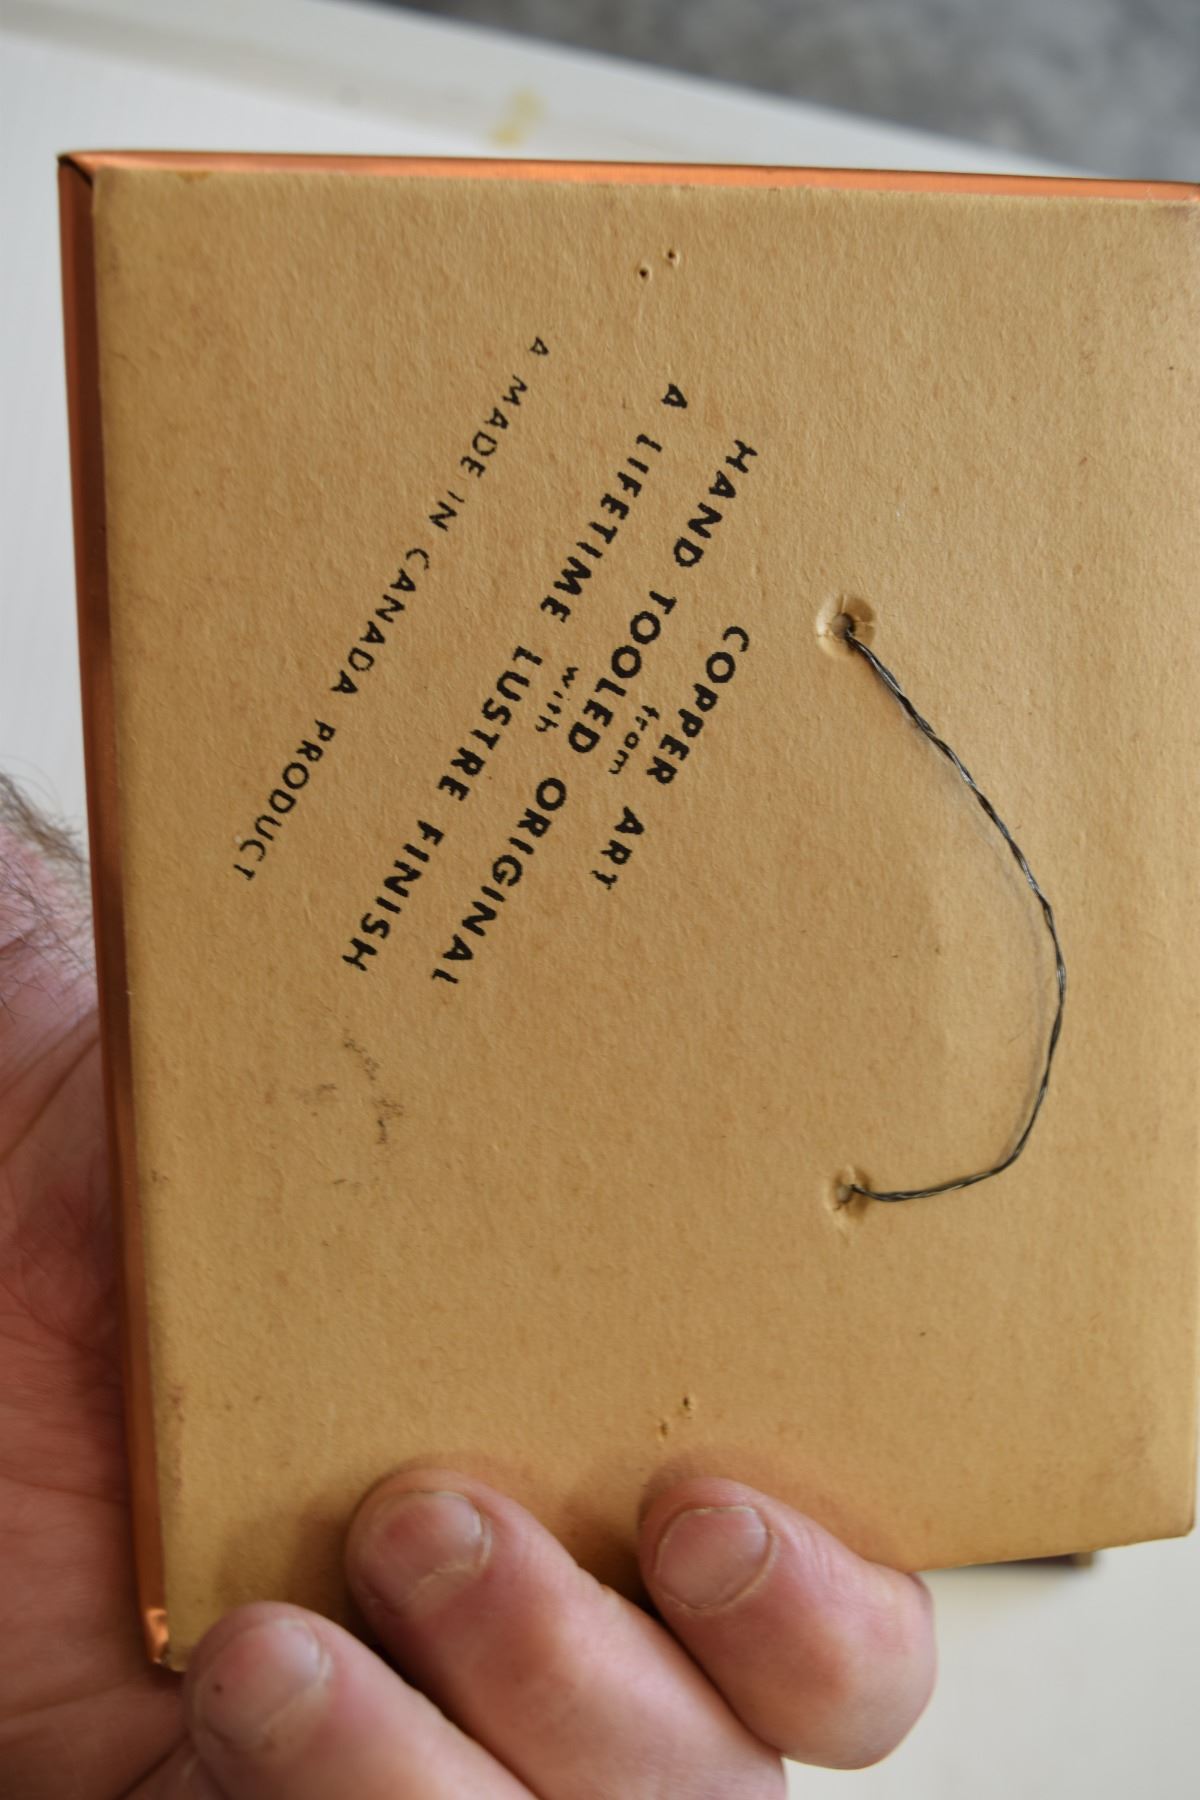 COPPER ART
from
HAND TOOLED ORIGINAL
with
A LIFETIME LUSTRE FINISH
A MADE IN CANADA PRODUCT